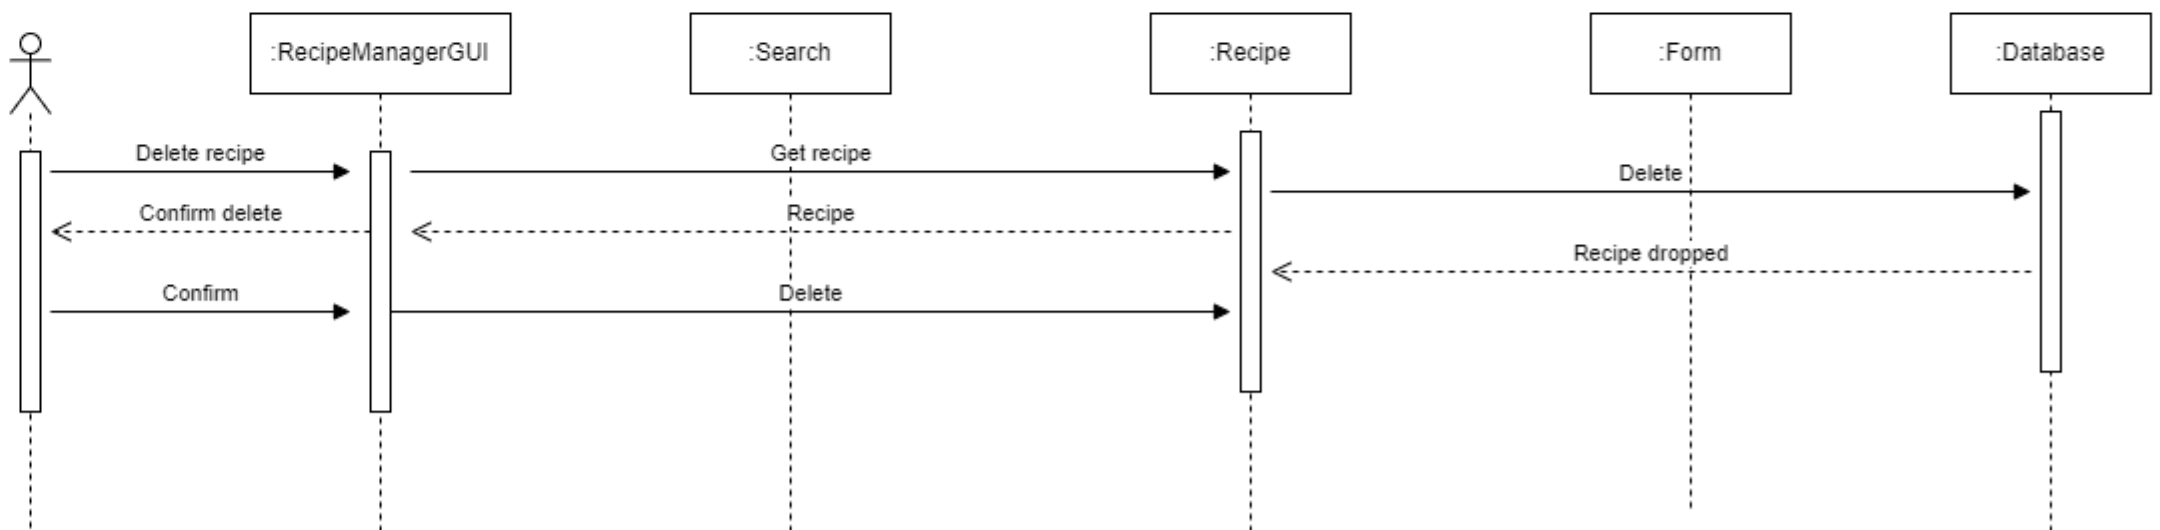 :RecipeManagerGUI
:Search
:Recipe
:Form
:Database
Delete recipe
Get recipe
Delete
Confirm delete
Recipe
Recipe dropped
Confirm
Delete